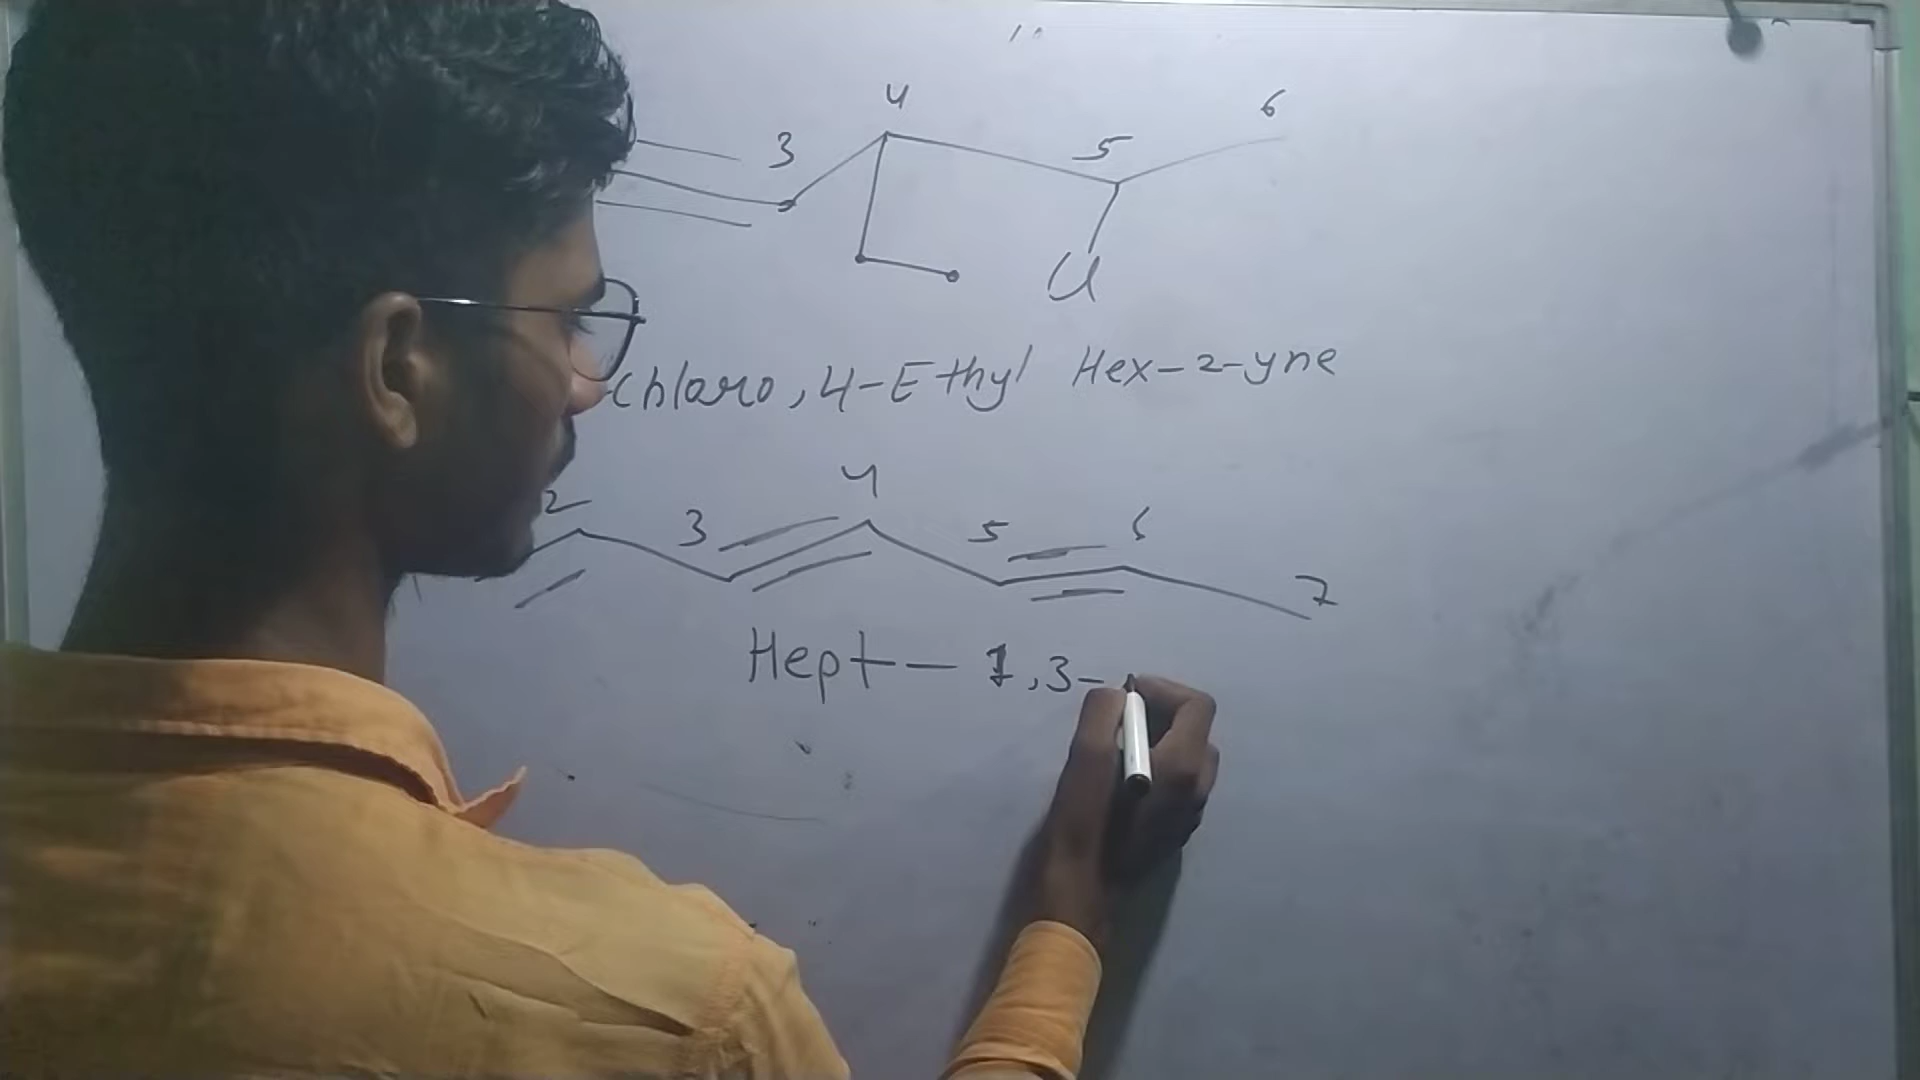 4
3 5 6
Cl
Chloro, 4-Ethyl Hex-2-yne
4
2 3 5 6
7
Hept - 1,3-